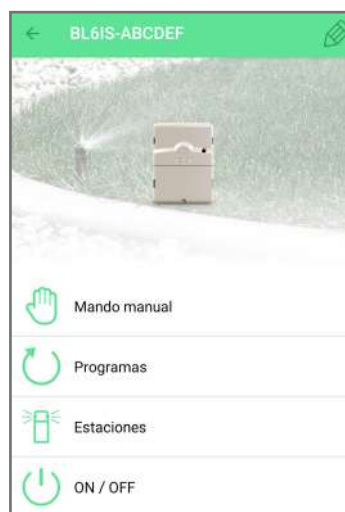 BL6IS-ABCDEF
Mando manual
Programas
Estaciones
ON / OFF